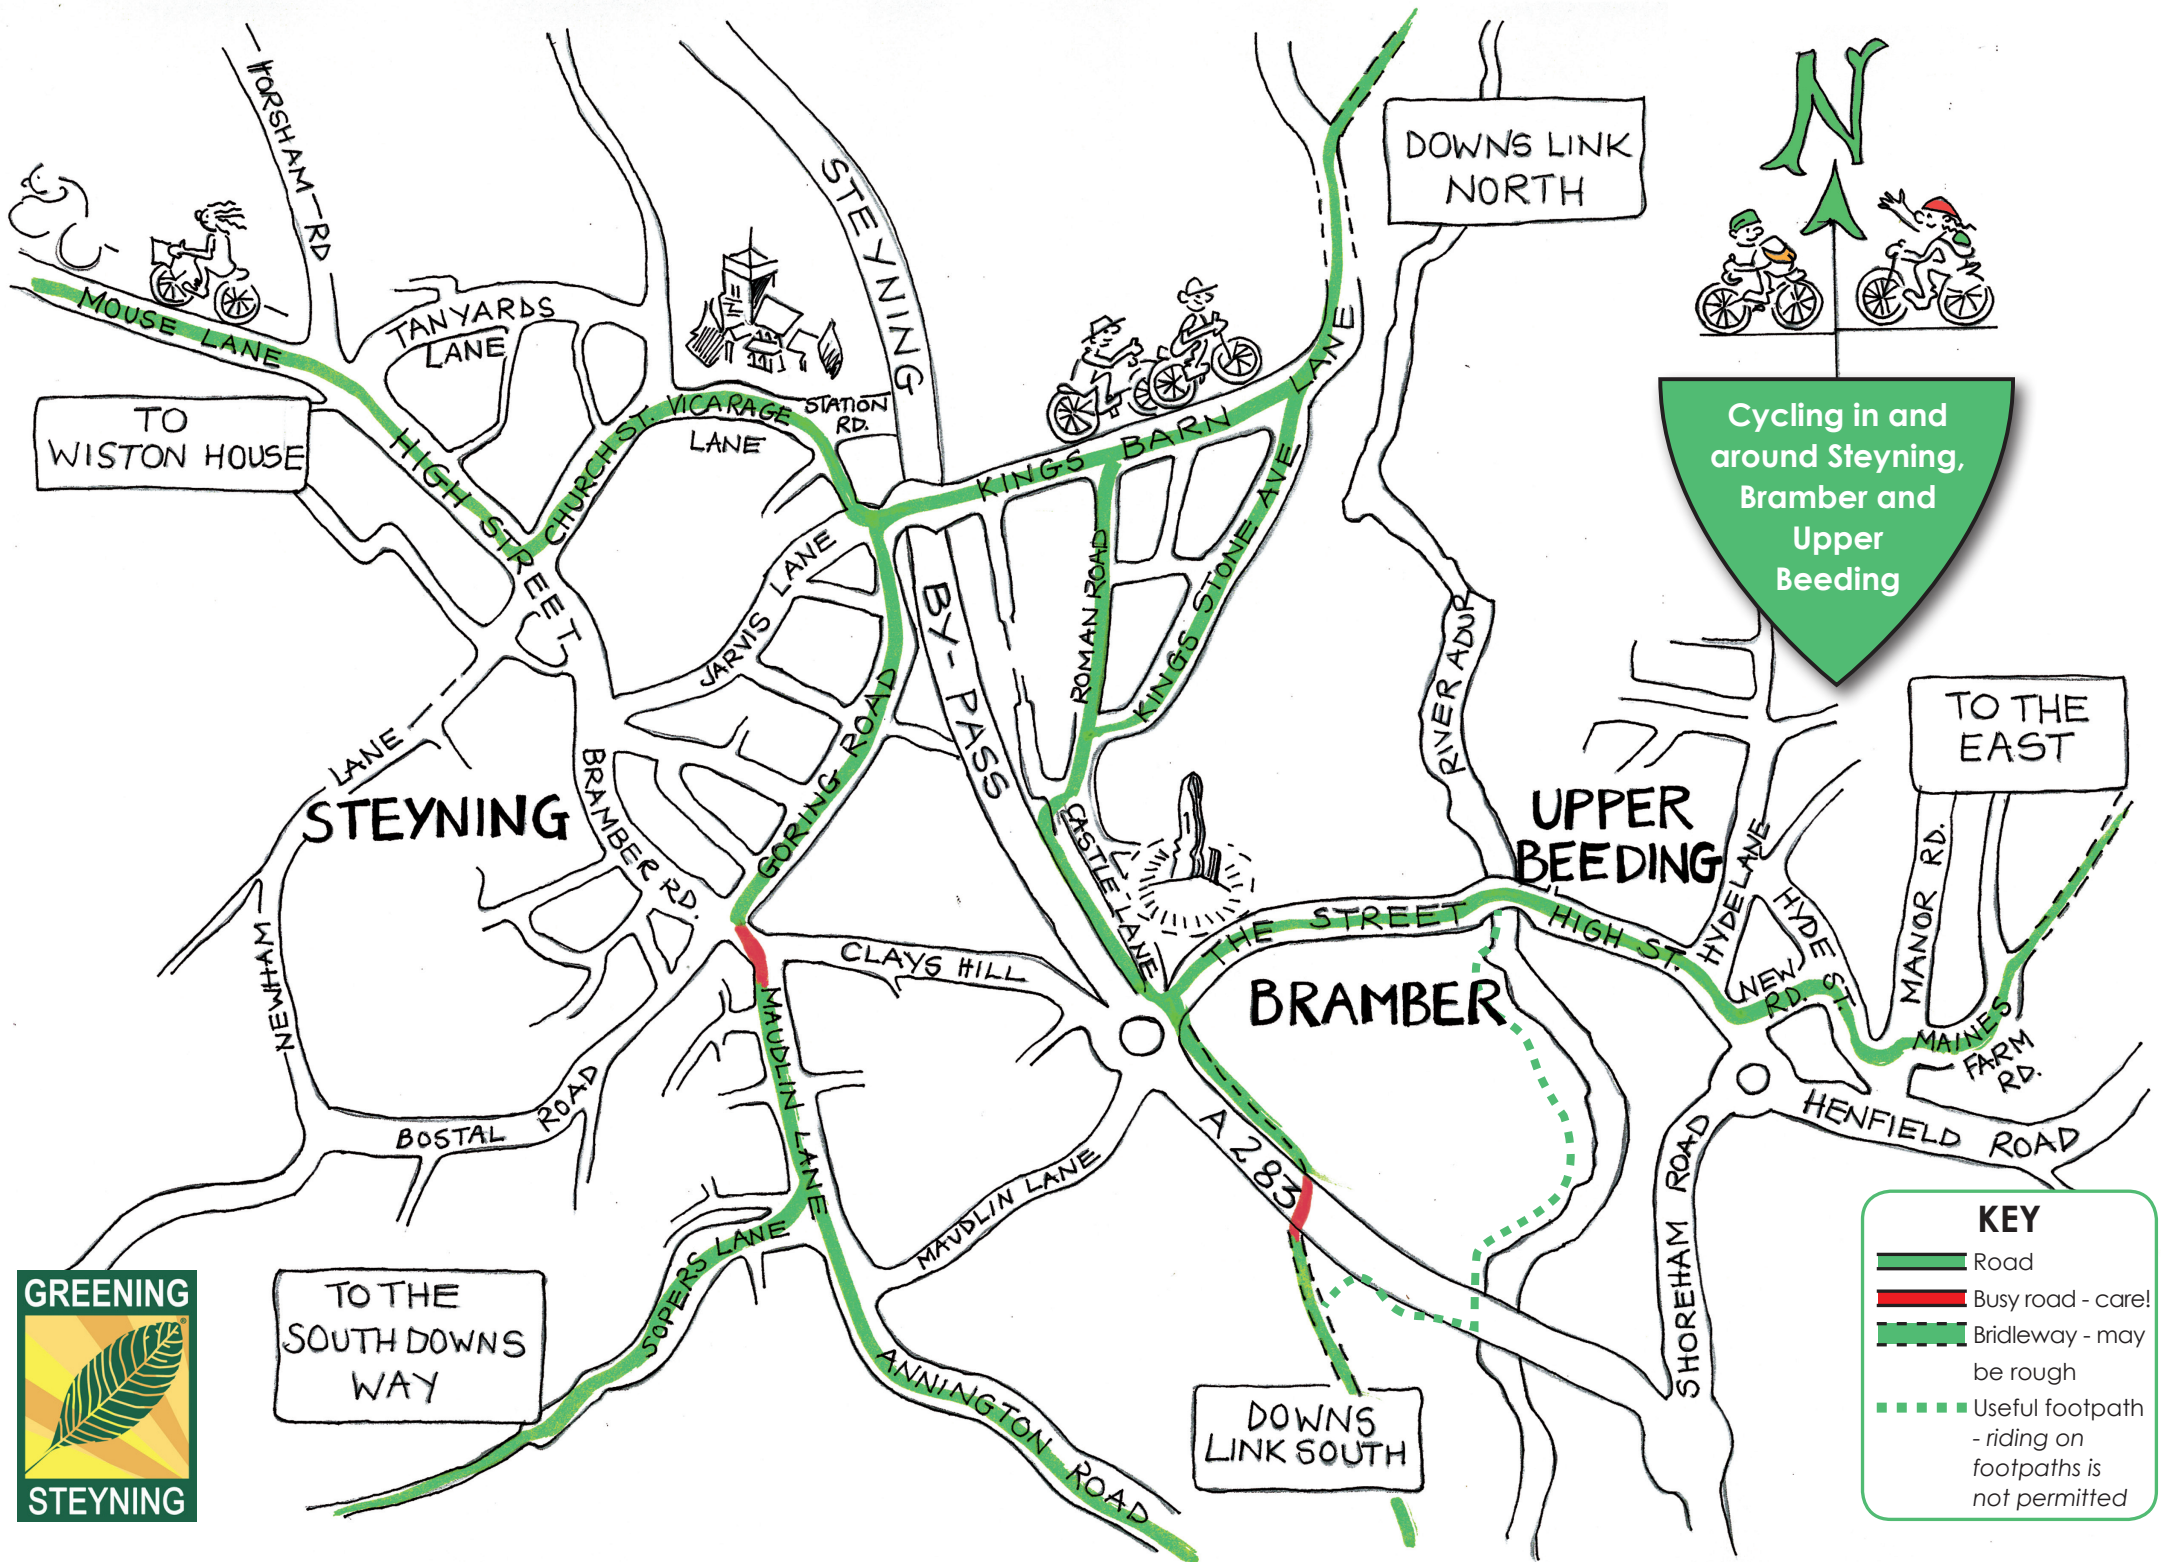 HORSHAM RD
N
DOWNS LINK
NORTH
STEYNING
BY-PASS
MOUSE LANE
TANYARDS
LANE
TO
WISTON HOUSE
HIGH STREET
CHURCH ST.
VICARAGE
LANE
STATION
RD.
KINGS BARN LANE
Cycling in and
around Steyning,
Bramber and
Upper
Beeding
JARVIS LANE
ROMAN ROAD
KINGS STONE AVE
RIVER ADUR
GORING ROAD
NEWHAM LANE
STEYNING
BRAMBER RD.
CASTLE LANE
UPPER
BEEDING
TO THE
EAST
THE STREET
HIGH ST.
HYDE LANE
HYDE ST.
NEW
RD.
MANOR RD.
MAINES
FARM
RD.
BRAMBER
CLAYS HILL
MAUDLIN LANE
BOSTAL ROAD
MAUDLIN LANE
A283
HENFIELD ROAD
SHOREHAM ROAD
SOPERS LANE
TO THE
SOUTH DOWNS
WAY
ANNINGTON ROAD
DOWNS
LINK SOUTH
GREENING
STEYNING
KEY
Road
Busy road - care!
Bridleway - may
be rough
Useful footpath
- riding on
footpaths is
not permitted